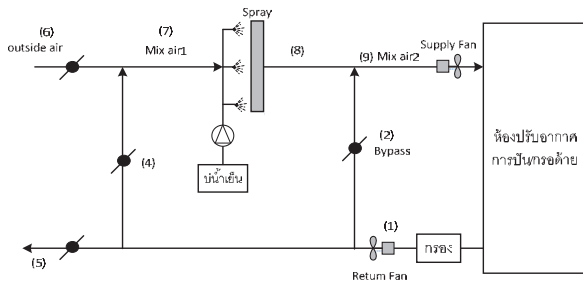 (6)
outside air
(7)
Mix air1
Spray
(8)
(9) Mix air2
Supply Fan
(4)
(2)
Bypass
บ่น้ำเย็น
ห้องปรับอากาศ
การปั่น/กรอด้าย
(5)
(1)
Return Fan
กรอง